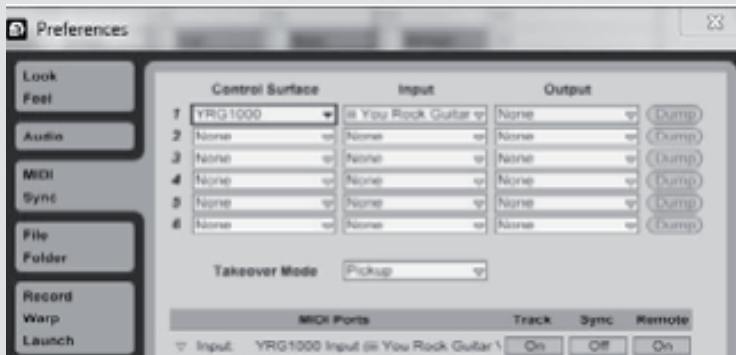 Preferences
Look
Feel
Audio
MIDI
Sync
File
Folder
Record
Warp
Launch
Control Surface Input Output
1 YRG1000 You Rock Guitar None Dump
2 None None None Dump
3 None None None Dump
4 None None None Dump
5 None None None Dump
6 None None None Dump
Takeover Mode Pickup
MIDI Ports Track Sync Remote
Input: YRG1000 Input ( You Rock Guitar On Off On